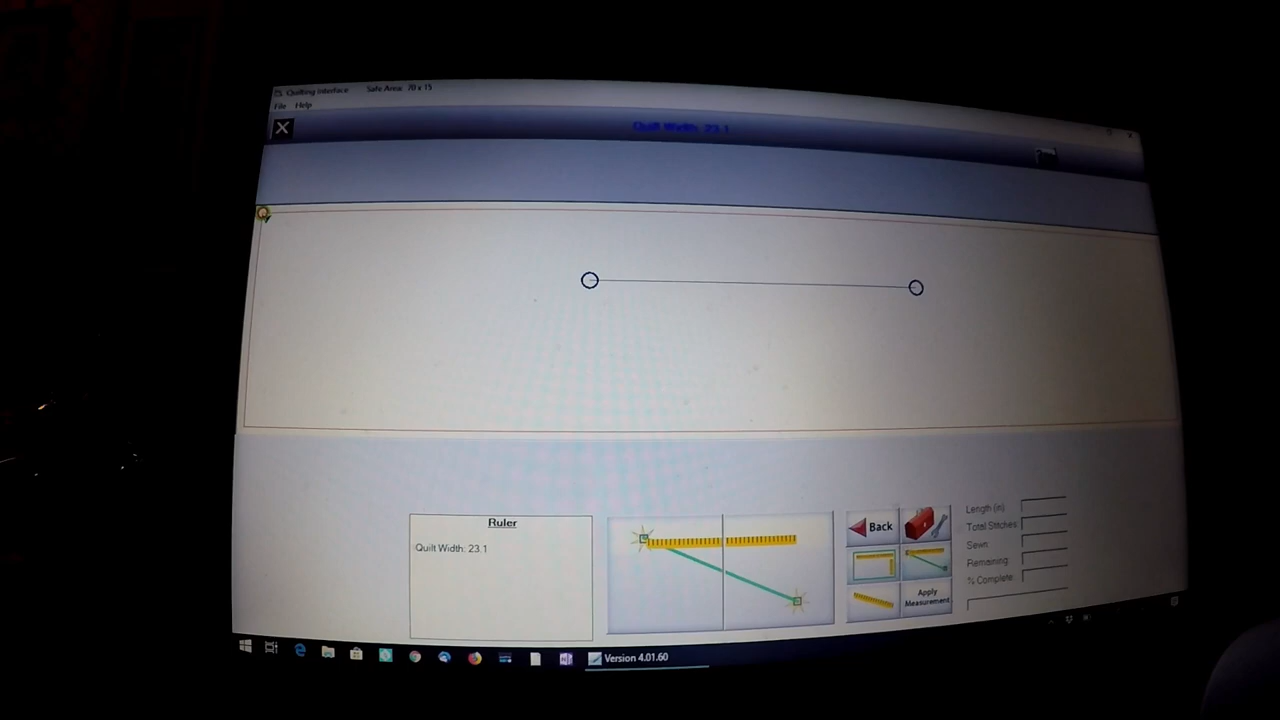 Quilting Interface Safe Area: 70 x 15
File Help
Quilt Width: 23.1
Ruler
Quilt Width: 23.1
Back
Apply
Measurement
Length (in)
Total Stitches:
Sewn:
Remaining:
% Complete:
Version 4.01.60